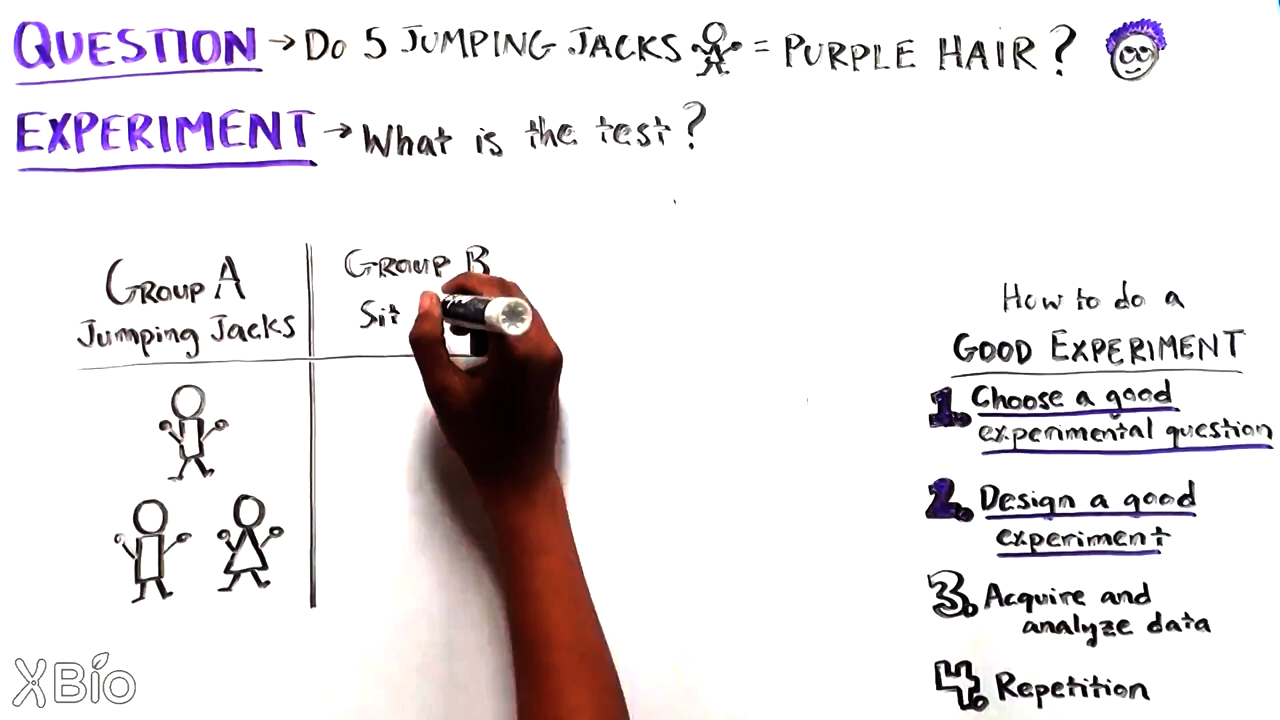 QUESTION → DO 5 JUMPING JACKS = PURPLE HAIR?
EXPERIMENT → What is the test?
GROUP A
Jumping Jacks
GROUP B
Sit
How to do a
GOOD EXPERIMENT
1. Choose a good
experimental question
2. Design a good
experiment
3. Acquire and
analyze data
4. Repetition
XBio